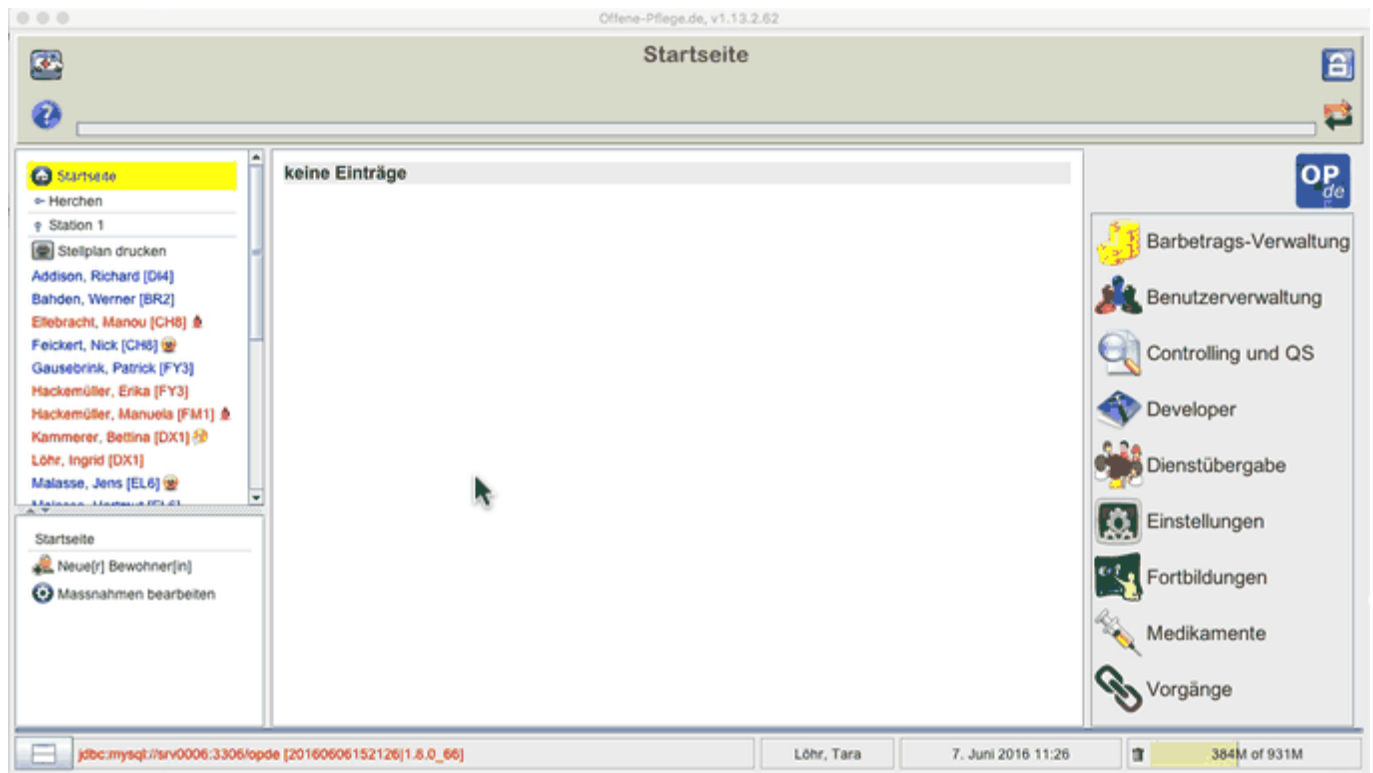 Offene-Pflege.de, v1.13.2.62
Startseite
Startseite
Herchen
Station 1
Stellplan drucken
Addison, Richard [DI4]
Bahden, Werner [BR2]
Ellebracht, Manou [CH8]
Feickert, Nick [CH8]
Gausebrink, Patrick [FY3]
Hackemüller, Erika [FY3]
Hackemüller, Manuela [FM1]
Kammerer, Bettina [DX1]
Löhr, Ingrid [DX1]
Malasse, Jens [EL6]
Startseite
Neue[r] Bewohner[in]
Massnahmen bearbeiten
keine Einträge
OP
de
Barbetrags-Verwaltung
Benutzerverwaltung
Controlling und QS
Developer
Dienstübergabe
Einstellungen
Fortbildungen
Medikamente
Vorgänge
jdbc:mysql://srv0006:3306/opde [20160606152126|1.8.0_66]
Löhr, Tara
7. Juni 2016 11:26
384M of 931M